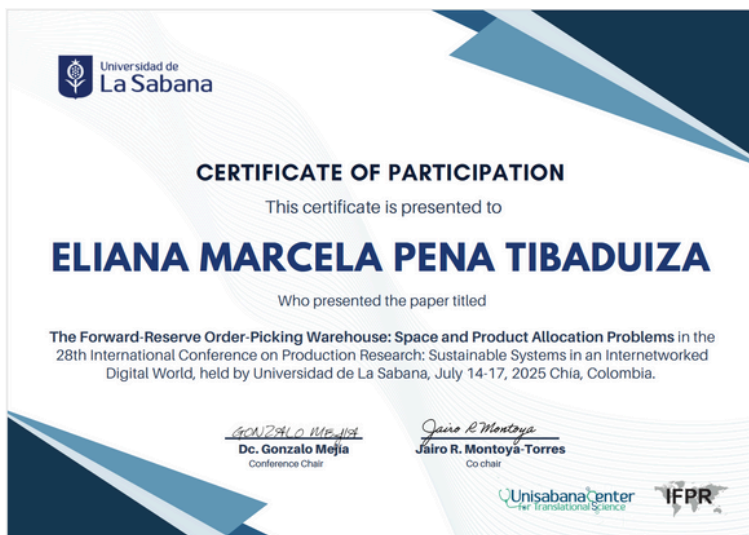 Universidad de
La Sabana
CERTIFICATE OF PARTICIPATION
This certificate is presented to
ELIANA MARCELA PENA TIBADUIZA
Who presented the paper titled
The Forward-Reserve Order-Picking Warehouse: Space and Product Allocation Problems in the
28th International Conference on Production Research: Sustainable Systems in an Internetworked
Digital World, held by Universidad de La Sabana, July 14-17, 2025 Chía, Colombia.
GONZALO MEJIA
Jairo R Montoya
Dc. Gonzalo Mejía
Jairo R. Montoya-Torres
Conference Chair
Co chair
Unisabana Center
for Translational Science
IFPR